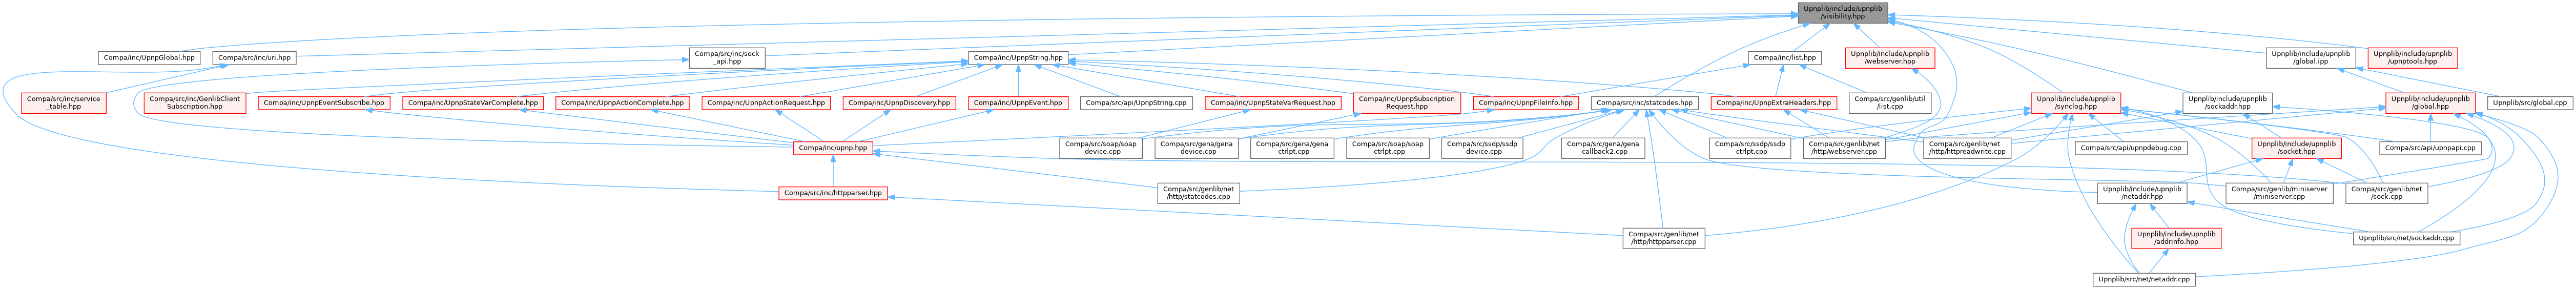 Upnplib/include/upnplib
/visibility.hpp
Compa/inc/UpnpGlobal.hpp
Compa/src/inc/uri.hpp
Compa/src/inc/sock
_api.hpp
Compa/inc/UpnpString.hpp
Compa/inc/list.hpp
Upnplib/include/upnplib
/webserver.hpp
Upnplib/include/upnplib
/global.ipp
Upnplib/include/upnplib
/upnptools.hpp
Compa/src/inc/service
_table.hpp
Compa/src/inc/GenlibClient
Subscription.hpp
Compa/inc/UpnpEventSubscribe.hpp
Compa/inc/UpnpStateVarComplete.hpp
Compa/inc/UpnpActionComplete.hpp
Compa/inc/UpnpActionRequest.hpp
Compa/inc/UpnpDiscovery.hpp
Compa/inc/UpnpEvent.hpp
Compa/src/api/UpnpString.cpp
Compa/inc/UpnpStateVarRequest.hpp
Compa/inc/UpnpSubscription
Request.hpp
Compa/inc/UpnpFileInfo.hpp
Compa/src/inc/statcodes.hpp
Compa/inc/UpnpExtraHeaders.hpp
Compa/src/genlib/util
/list.cpp
Upnplib/include/upnplib
/synclog.hpp
Upnplib/include/upnplib
/sockaddr.hpp
Upnplib/include/upnplib
/global.hpp
Upnplib/src/global.cpp
Compa/inc/upnp.hpp
Compa/src/soap/soap
_device.cpp
Compa/src/gena/gena
_device.cpp
Compa/src/gena/gena
_ctrlpt.cpp
Compa/src/soap/soap
_ctrlpt.cpp
Compa/src/ssdp/ssdp
_device.cpp
Compa/src/gena/gena
_callback2.cpp
Compa/src/ssdp/ssdp
_ctrlpt.cpp
Compa/src/genlib/net
/http/webserver.cpp
Compa/src/genlib/net
/http/httpreadwrite.cpp
Compa/src/api/upnpdebug.cpp
Upnplib/include/upnplib
/socket.hpp
Compa/src/api/upnpapi.cpp
Compa/src/inc/httpparser.hpp
Compa/src/genlib/net
/http/statcodes.cpp
Upnplib/include/upnplib
/netaddr.hpp
Compa/src/genlib/miniserver
/miniserver.cpp
Compa/src/genlib/net
/sock.cpp
Compa/src/genlib/net
/http/httpparser.cpp
Upnplib/include/upnplib
/addrinfo.hpp
Upnplib/src/net/sockaddr.cpp
Upnplib/src/net/netaddr.cpp